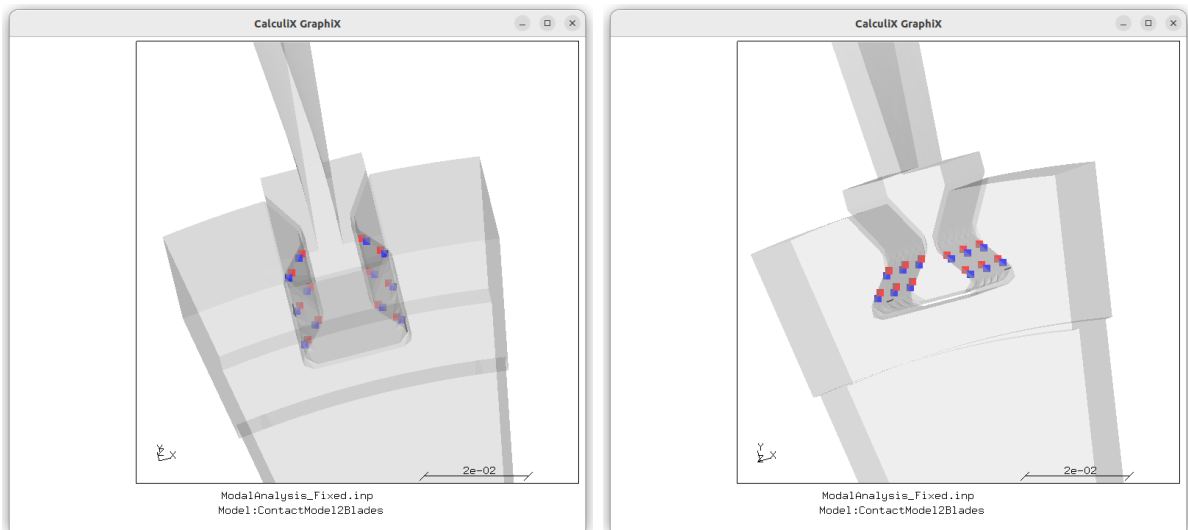 CalculiX GraphiX
Y
Z
X
2e-02
ModalAnalysis_Fixed.inp
Model:ContactModel2Blades
CalculiX GraphiX
Y
Z
X
2e-02
ModalAnalysis_Fixed.inp
Model:ContactModel2Blades